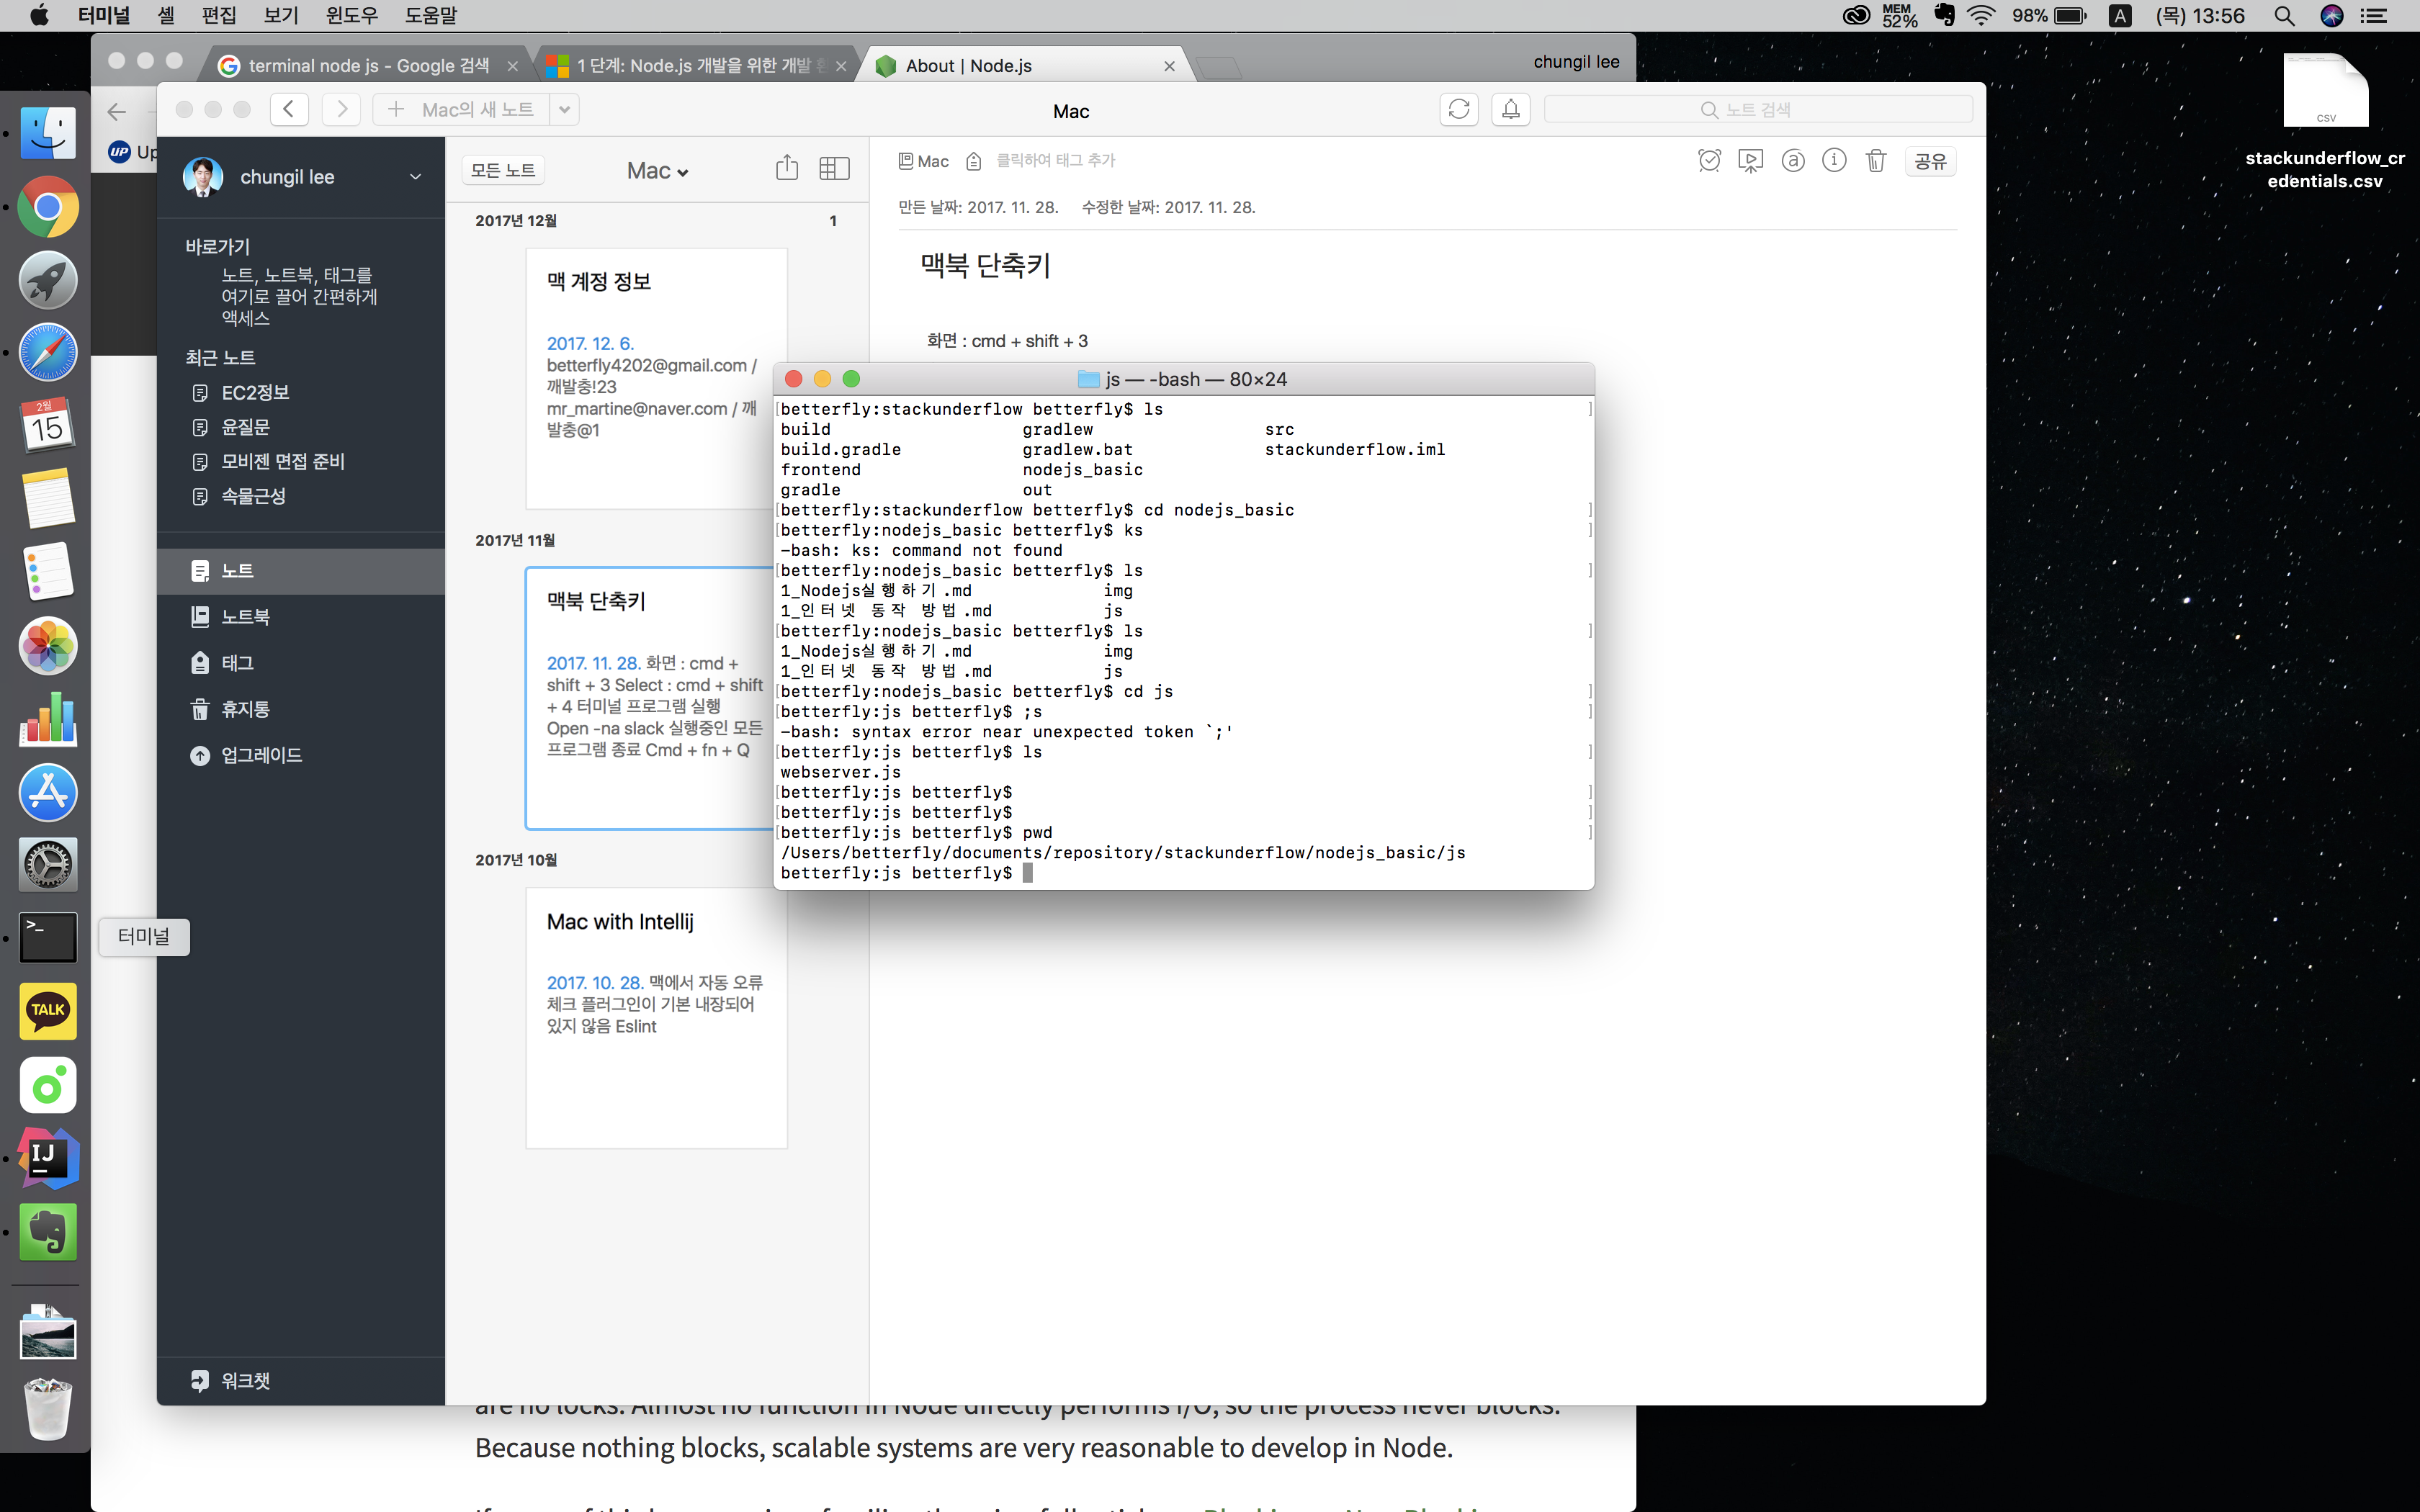 터미널 셸 편집 보기 윈도우 도움말
MEM 52% 98% A (목) 13:56
terminal node js - Google 검색
1 단계: Node.js 개발을 위한 개발
About | Node.js
chungil lee
UP Up
Mac의 새 노트
Mac
노트 검색
csv
stackunderflow_cr
edentials.csv
chungil lee
바로가기
노트, 노트북, 태그를
여기로 끌어 간편하게
액세스
최근 노트
EC2정보
윤질문
모비젠 면접 준비
속물근성
노트
노트북
태그
휴지통
업그레이드
워크챗
모든 노트
Mac
2017년 12월 1
맥 계정 정보
2017. 12. 6.
betterfly4202@gmail.com /
깨발충!23
mr_martine@naver.com / 깨
발충@1
2017년 11월
맥북 단축키
2017. 11. 28. 화면 : cmd +
shift + 3 Select : cmd + shift
+ 4 터미널 프로그램 실행
Open -na slack 실행중인 모든
프로그램 종료 Cmd + fn + Q
2017년 10월
Mac with Intellij
2017. 10. 28. 맥에서 자동 오류
체크 플러그인이 기본 내장되어
있지 않음 Eslint
Mac 클릭하여 태그 추가
공유
만든 날짜: 2017. 11. 28. 수정한 날짜: 2017. 11. 28.
맥북 단축키
화면 : cmd + shift + 3
js — -bash — 80×24
[betterfly:stackunderflow betterfly$ ls ]
build gradlew src
build.gradle gradlew.bat stackunderflow.iml
frontend nodejs_basic
gradle out
[betterfly:stackunderflow betterfly$ cd nodejs_basic ]
[betterfly:nodejs_basic betterfly$ ks ]
-bash: ks: command not found
[betterfly:nodejs_basic betterfly$ ls ]
1_Nodejs실행하기.md img
1_인터넷 동작 방법.md js
[betterfly:nodejs_basic betterfly$ ls ]
1_Nodejs실행하기.md img
1_인터넷 동작 방법.md js
[betterfly:nodejs_basic betterfly$ cd js ]
[betterfly:js betterfly$ ;s ]
-bash: syntax error near unexpected token `;'
[betterfly:js betterfly$ ls ]
webserver.js
[betterfly:js betterfly$ ]
[betterfly:js betterfly$ ]
[betterfly:js betterfly$ pwd ]
/Users/betterfly/documents/repository/stackunderflow/nodejs_basic/js
betterfly:js betterfly$
2월
15
터미널
TALK
IJ
are no locks. Almost no function in Node directly performs I/O, so the process never blocks.
Because nothing blocks, scalable systems are very reasonable to develop in Node.